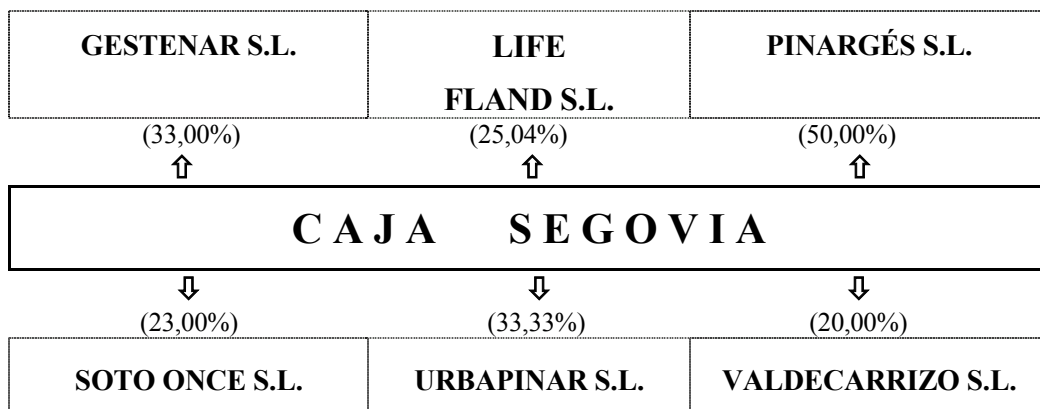 GESTENAR S.L. LIFE PINARGÉS S.L.
FLAND S.L.
(33,00%) (25,04%) (50,00%)
CAJA SEGOVIA
(23,00%) (33,33%) (20,00%)
SOTO ONCE S.L. URBAPINAR S.L. VALDECARRIZO S.L.